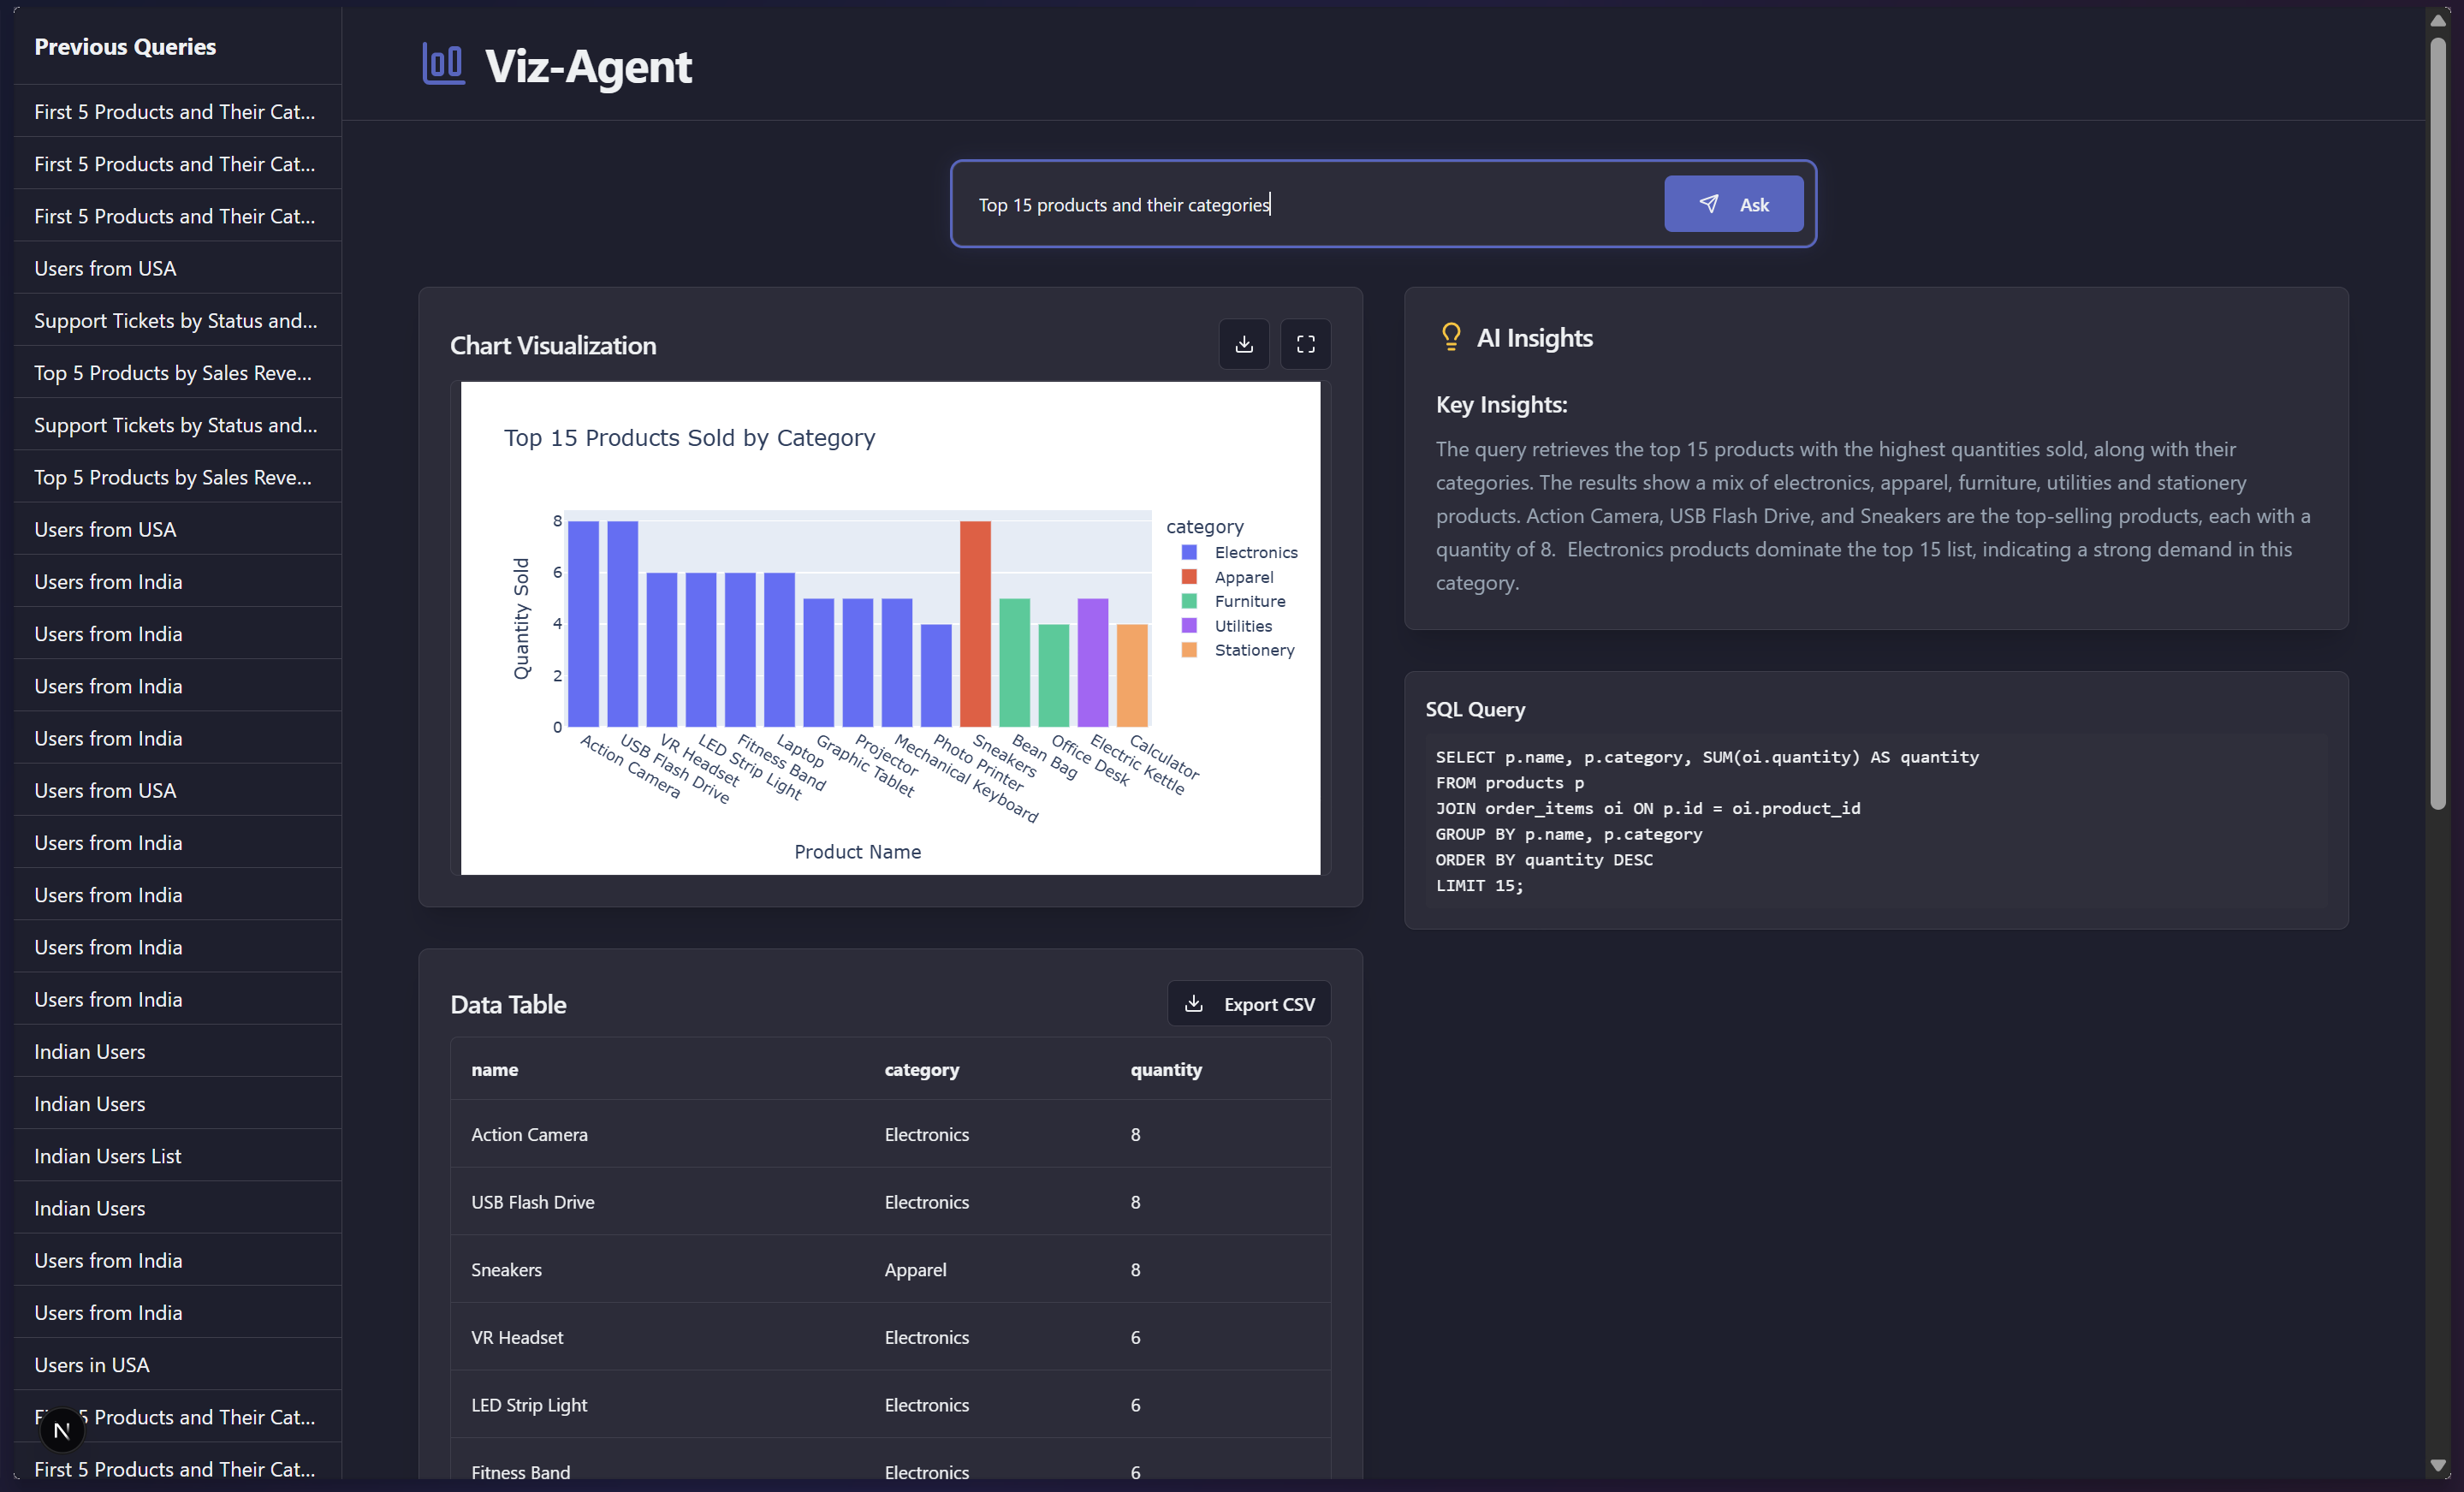 Previous Queries
First 5 Products and Their Cat...
First 5 Products and Their Cat...
First 5 Products and Their Cat...
Users from USA
Support Tickets by Status and...
Top 5 Products by Sales Reve...
Support Tickets by Status and...
Top 5 Products by Sales Reve...
Users from USA
Users from India
Users from India
Users from India
Users from India
Users from USA
Users from India
Users from India
Users from India
Users from India
Indian Users
Indian Users
Indian Users List
Indian Users
Users from India
Users from India
Users in USA
5 Products and Their Cat...
N
First 5 Products and Their Cat...
Viz-Agent
Top 15 products and their categories
Ask
Chart Visualization
Top 15 Products Sold by Category
Quantity Sold
8
6
4
2
0
Action Camera
USB Flash Drive
VR Headset
LED Strip Light
Fitness Band
Laptop
Graphic Tablet
Projector
Mechanical Keyboard
Photo Printer
Sneakers
Bean Bag
Office Desk
Electric Kettle
Calculator
Product Name
category
Electronics
Apparel
Furniture
Utilities
Stationery
Data Table
Export CSV
name category quantity
Action Camera Electronics 8
USB Flash Drive Electronics 8
Sneakers Apparel 8
VR Headset Electronics 6
LED Strip Light Electronics 6
Fitness Band Electronics 6
AI Insights
Key Insights:
The query retrieves the top 15 products with the highest quantities sold, along with their
categories. The results show a mix of electronics, apparel, furniture, utilities and stationery
products. Action Camera, USB Flash Drive, and Sneakers are the top-selling products, each with a
quantity of 8. Electronics products dominate the top 15 list, indicating a strong demand in this
category.
SQL Query
SELECT p.name, p.category, SUM(oi.quantity) AS quantity
FROM products p
JOIN order_items oi ON p.id = oi.product_id
GROUP BY p.name, p.category
ORDER BY quantity DESC
LIMIT 15;